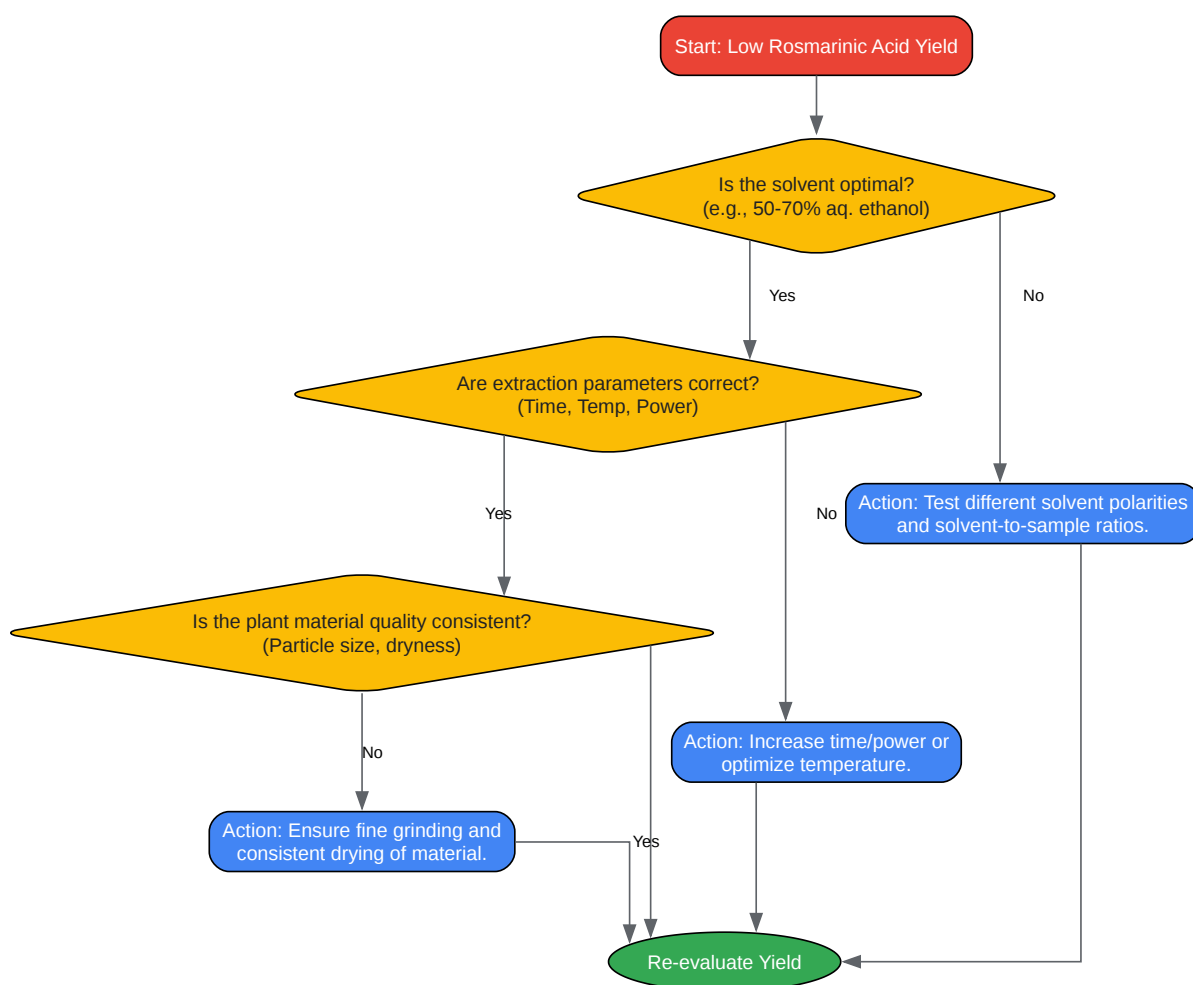 Start: Low Rosmarinic Acid Yield
Is the solvent optimal?
(e.g., 50-70% aq. ethanol)
Yes
No
Are extraction parameters correct?
(Time, Temp, Power)
Yes
No
Action: Test different solvent polarities
and solvent-to-sample ratios.
Is the plant material quality consistent?
(Particle size, dryness)
No
Action: Increase time/power or
optimize temperature.
Action: Ensure fine grinding and
consistent drying of material.
Yes
Re-evaluate Yield